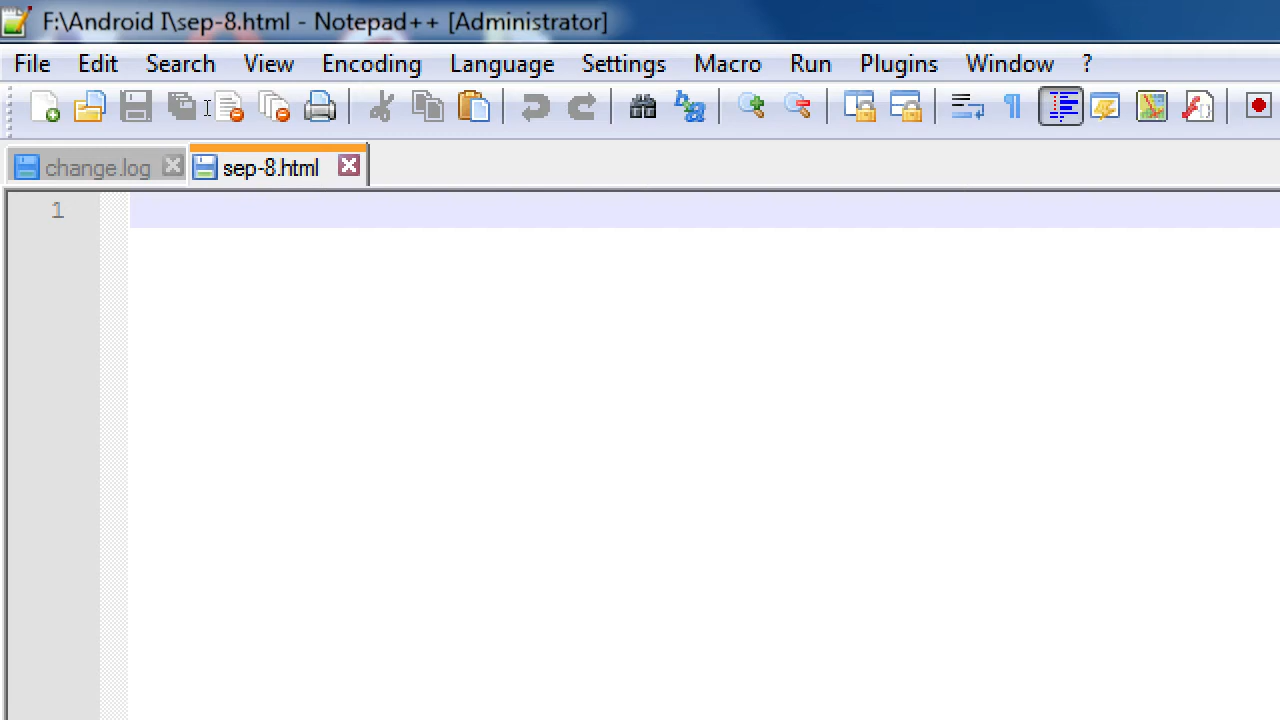 F:\Android I\sep-8.html - Notepad++ [Administrator]
File Edit Search View Encoding Language Settings Macro Run Plugins Window ?
change.log sep-8.html
1